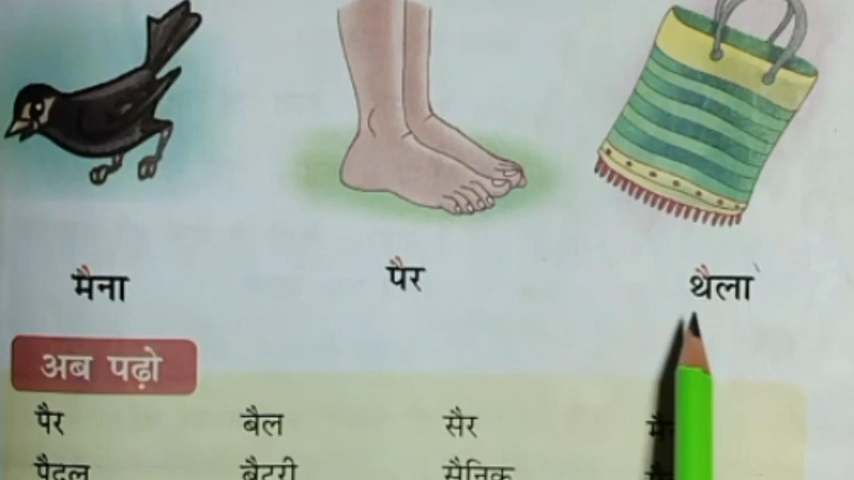 मैना पैर थैला
अब पढ़ो
पैर बैल सैर
पैदल बैटरी सैनिक